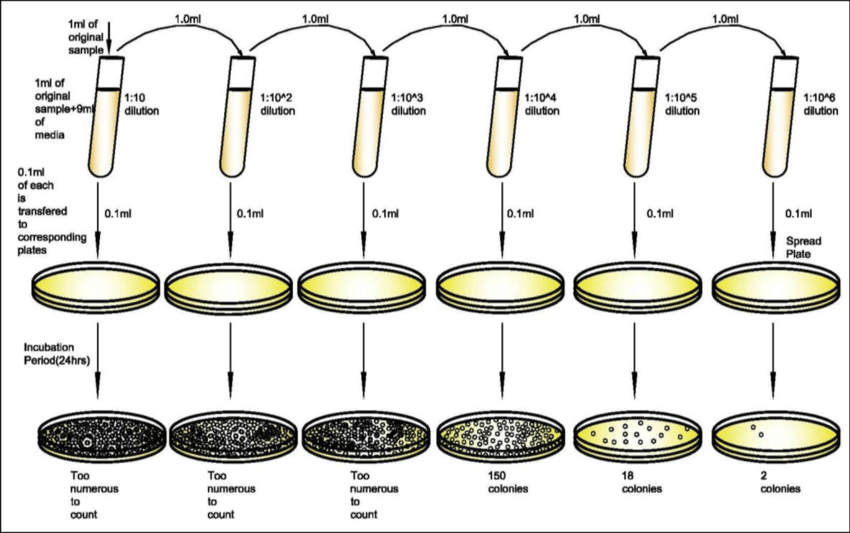 1ml of
original
sample
1.0ml
1.0ml
1.0ml
1.0ml
1.0ml
1ml of
original
sample+9ml
of
media
1:10
dilution
1:10^2
dilution
1:10^3
dilution
1:10^4
dilution
1:10^5
dilution
1:10^6
dilution
0.1ml
of each
is
transfered
to
corresponding
plates
0.1ml
0.1ml
0.1ml
0.1ml
0.1ml
0.1ml
Spread
Plate
Incubation
Period(24hrs)
Too
numerous
to
count
Too
numerous
to
count
Too
numerous
to
count
150
colonies
18
colonies
2
colonies